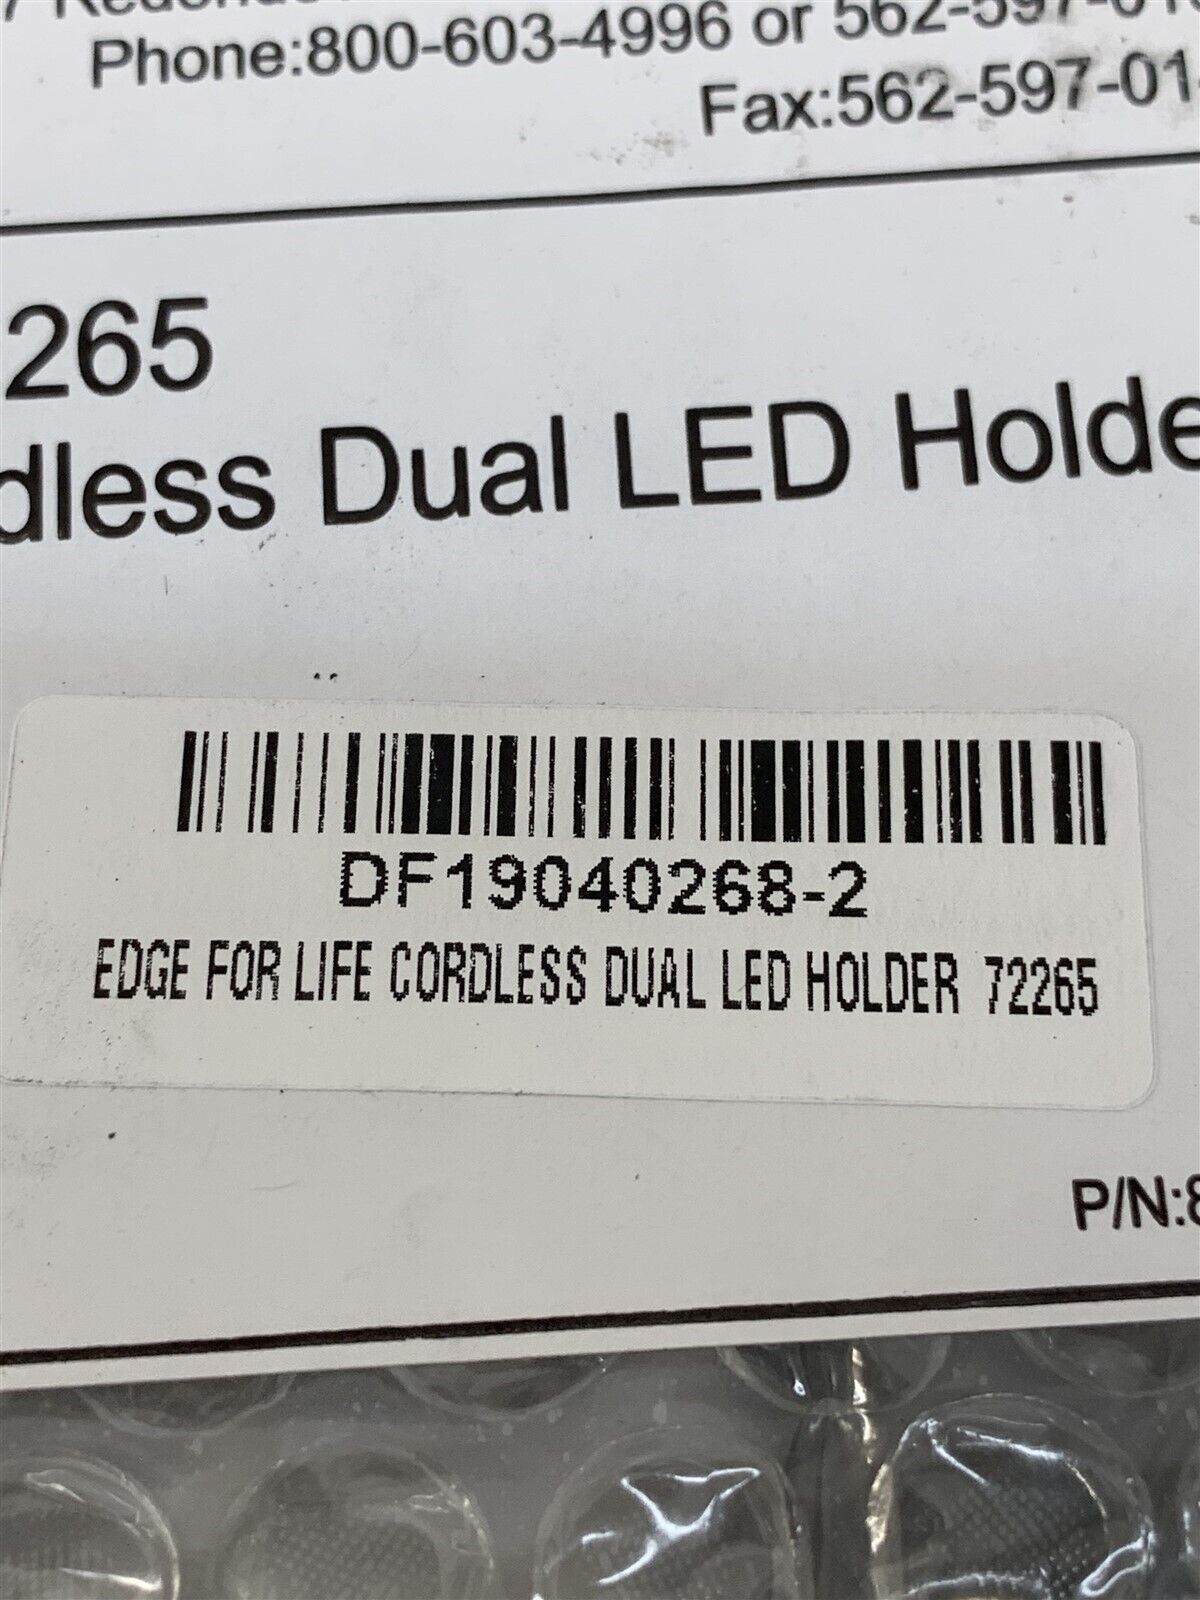 Phone:800-603-4996 or
265
dless Dual LED Holde
DF19040268-2
EDGE FOR LIFE CORDLESS DUAL LED HOLDER 72265
P/N:8
Fax:562-597-01